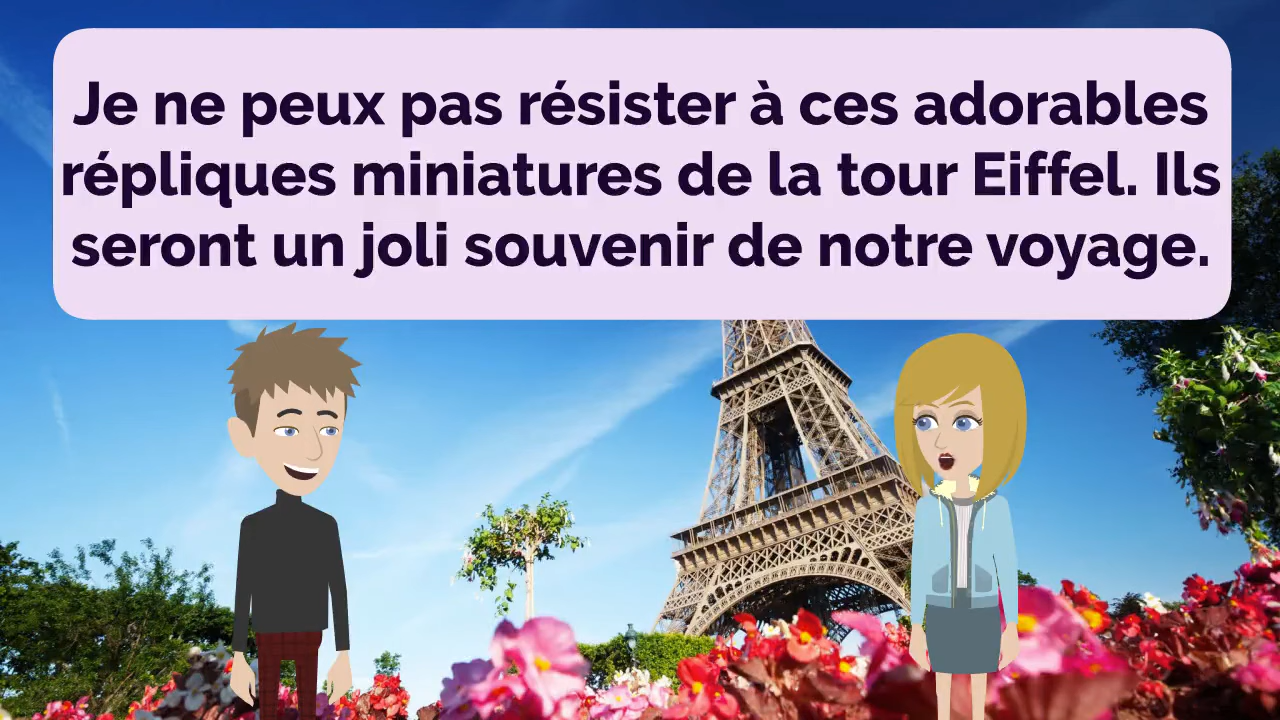 Je ne peux pas résister à ces adorables
répliques miniatures de la tour Eiffel. Ils
seront un joli souvenir de notre voyage.